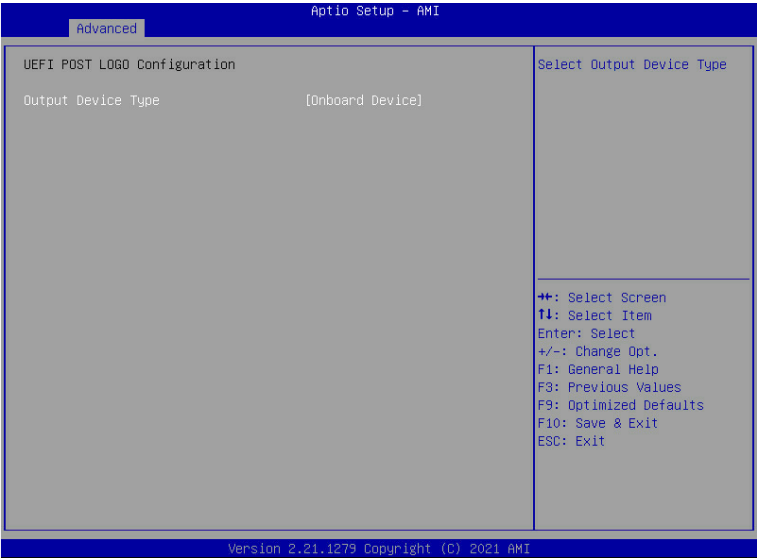 Aptio Setup – AMI
Advanced
UEFI POST LOGO Configuration
Output Device Type [Onboard Device]
Select Output Device Type
→←: Select Screen
↑↓: Select Item
Enter: Select
+/-: Change Opt.
F1: General Help
F3: Previous Values
F9: Optimized Defaults
F10: Save & Exit
ESC: Exit
Version 2.21.1279 Copyright (C) 2021 AMI